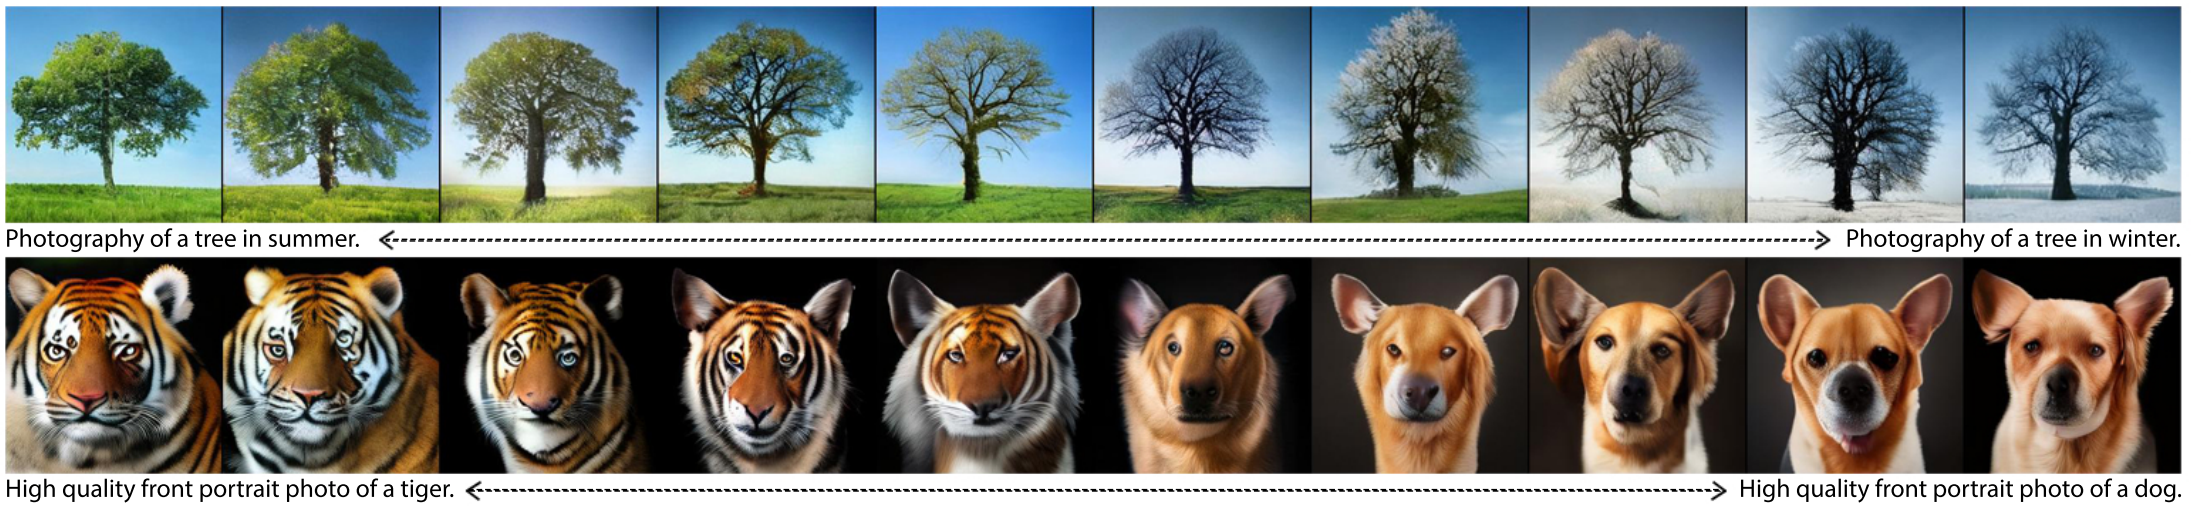 Photography of a tree in summer.
Photography of a tree in winter.
High quality front portrait photo of a tiger.
High quality front portrait photo of a dog.